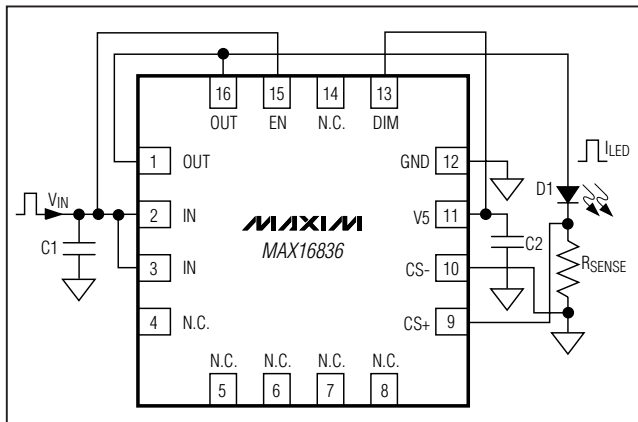 16 15 14 13
OUT EN N.C. DIM
1 OUT
GND 12
ILED
D1
VIN
2 IN
MAXIM
V5 11
C1
MAX16836
C2
3 IN
CS- 10
RSENSE
4 N.C.
CS+ 9
N.C. N.C. N.C. N.C.
5 6 7 8